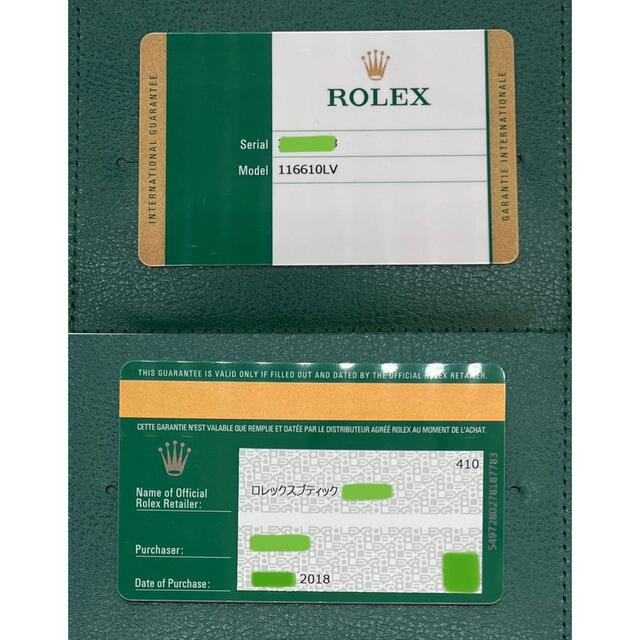 INTERNATIONAL GUARANTEE
ROLEX
Serial
Model 116610LV
GARANTIE INTERNATIONALE
THIS GUARANTEE IS VALID ONLY IF FILLED OUT AND DATED BY THE OFFICIAL ROLEX RETAILER.
CETTE GARANTIE N'EST VALABLE QUE REMPLIE ET DATÉE PAR LE DISTRIBUTEUR AGRÉÉ ROLEX AU MOMENT DE L'ACHAT.
410
Name of Official
Rolex Retailer:
ロレックスブティック
Purchaser:
Date of Purchase: 2018
5497280278187783